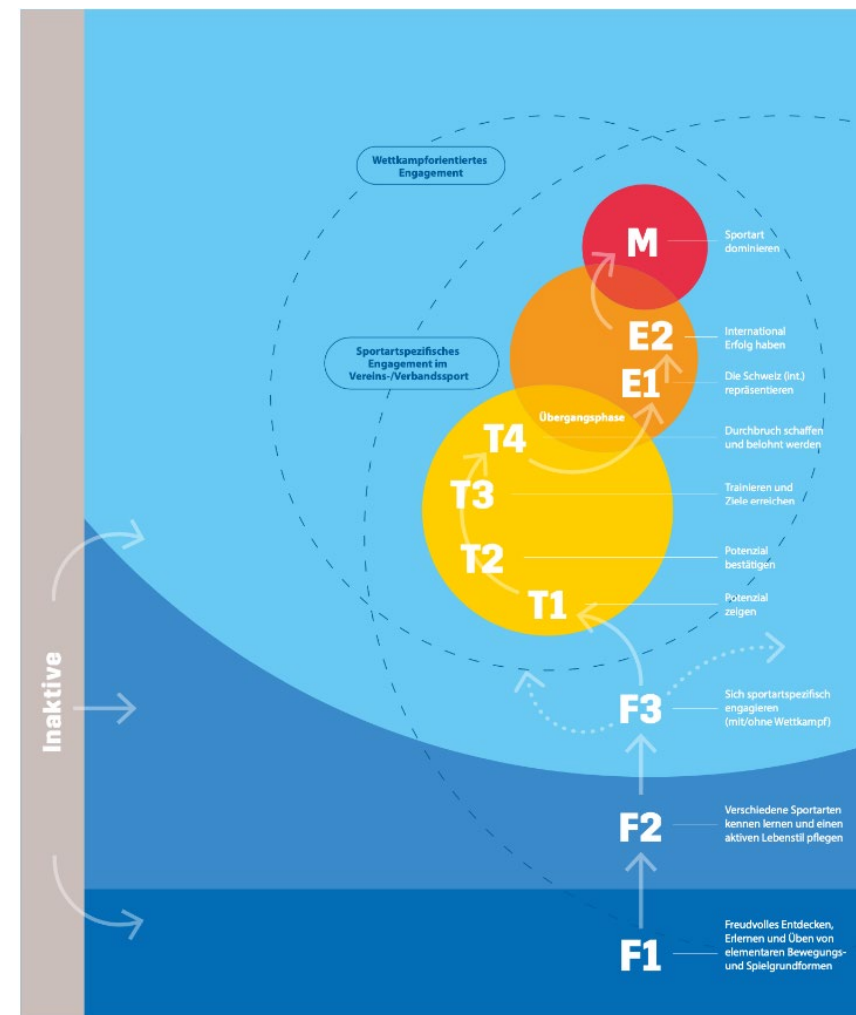 Wettkampforientiertes
Engagement
M
Sportart
dominieren
E2
International
Erfolg haben
Sportartspezifisches
Engagement im
Vereins-/Verbandssport
E1
Die Schweiz (int.)
repräsentieren
Übergangsphase
T4
Durchbruch schaffen
und belohnt werden
T3
Trainieren und
Ziele erreichen
T2
Potenzial
bestätigen
T1
Potenzial
zeigen
Inaktive
F3
Sich sportartspezifisch
engagieren
(mit/ohne Wettkampf)
F2
Verschiedene Sportarten
kennen lernen und einen
aktiven Lebenstil pflegen
F1
Freudvolles Entdecken,
Erlernen und Üben von
elementaren Bewegungs-
und Spielgrundformen